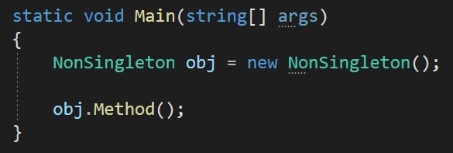 static void Main(string[] args)
{
NonSingleton obj = new NonSingleton();
obj.Method();
}